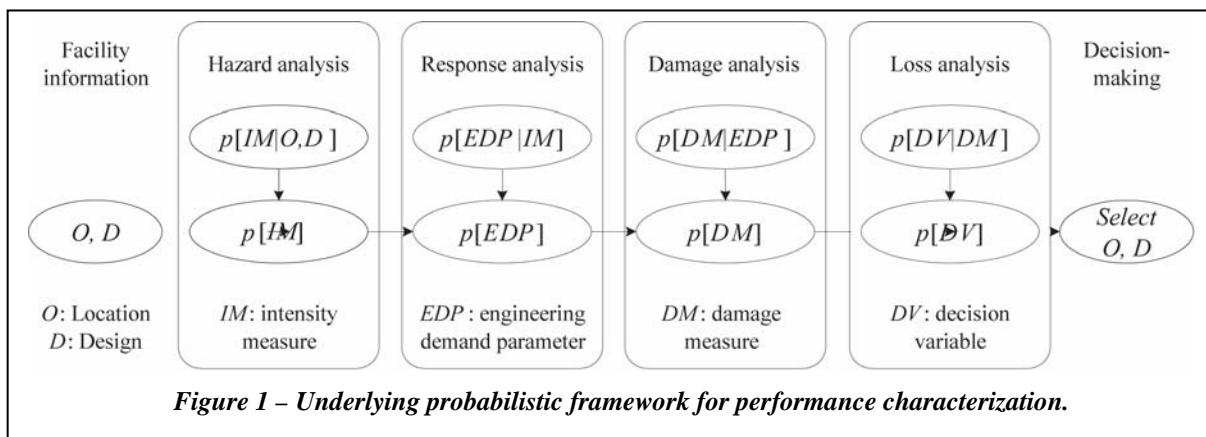 Facility
information
Hazard analysis
Response analysis
Damage analysis
Loss analysis
Decision-
making
p[IM|O,D ]
p[EDP |IM]
p[DM|EDP ]
p[DV|DM]
O, D
p[IM]
p[EDP]
p[DM]
p[DV]
Select
O, D
O: Location
D: Design
IM: intensity
measure
EDP : engineering
demand parameter
DM: damage
measure
DV: decision
variable
Figure 1 – Underlying probabilistic framework for performance characterization.